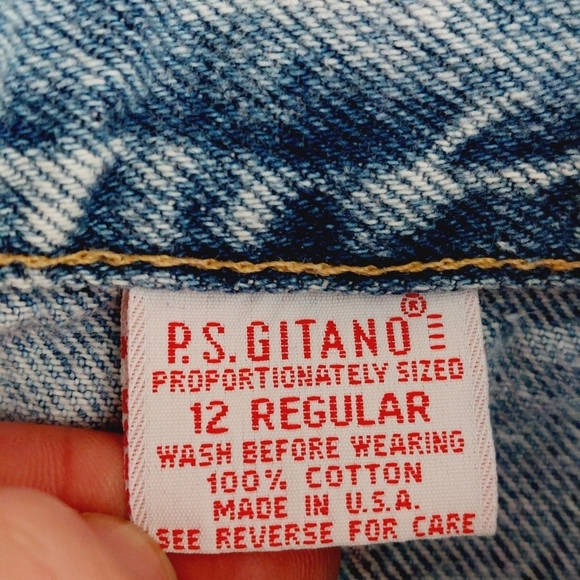 P.S. GITANO®
PROPORTIONATELY SIZED
12 REGULAR
WASH BEFORE WEARING
100% COTTON
MADE IN U.S.A.
SEE REVERSE FOR CARE